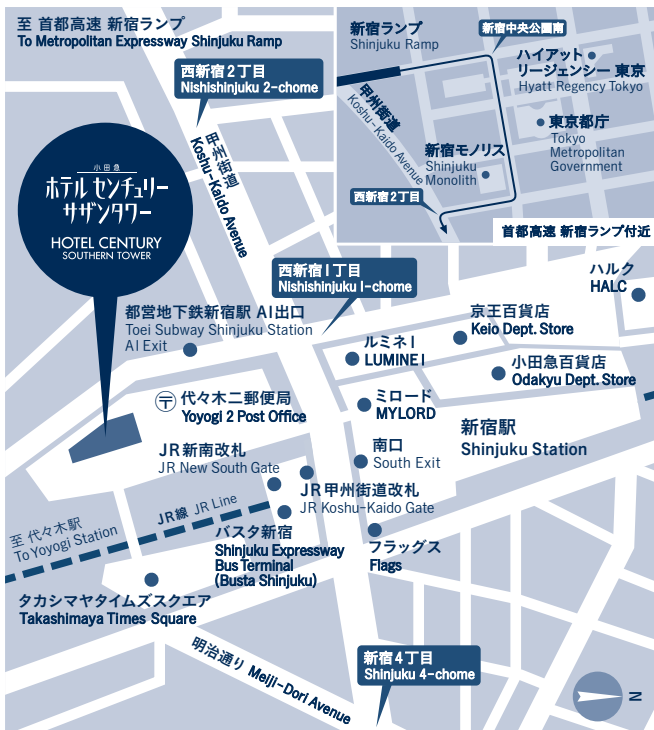 至 首都高速 新宿ランプ
To Metropolitan Expressway Shinjuku Ramp
西新宿2丁目
Nishishinjuku 2-chome
甲州街道
Koshu-Kaido Avenue
小田急
ホテル センチュリー
サザンタワー
HOTEL CENTURY
SOUTHERN TOWER
新宿ランプ
Shinjuku Ramp
新宿中央公園南
ハイアット
リージェンシー 東京
Hyatt Regency Tokyo
甲州街道
Koshu-Kaido Avenue
東京都庁
Tokyo
Metropolitan
Government
新宿モノリス
Shinjuku
Monolith
西新宿2丁目
首都高速 新宿ランプ付近
西新宿1丁目
Nishishinjuku 1-chome
ハルク
HALC
都営地下鉄新宿駅 A1出口
Toei Subway Shinjuku Station
A1 Exit
京王百貨店
Keio Dept. Store
ルミネ1
LUMINE1
小田急百貨店
Odakyu Dept. Store
〒 代々木二郵便局
Yoyogi 2 Post Office
ミロード
MYLORD
新宿駅
Shinjuku Station
JR新南改札
JR New South Gate
南口
South Exit
JR甲州街道改札
JR Koshu-Kaido Gate
JR線 JR Line
至 代々木駅
To Yoyogi Station
バスタ新宿
Shinjuku Expressway
Bus Terminal
(Busta Shinjuku)
フラッグス
Flags
タカシマヤタイムズスクエア
Takashimaya Times Square
明治通り Meiji-Dori Avenue
新宿4丁目
Shinjuku 4-chome
N